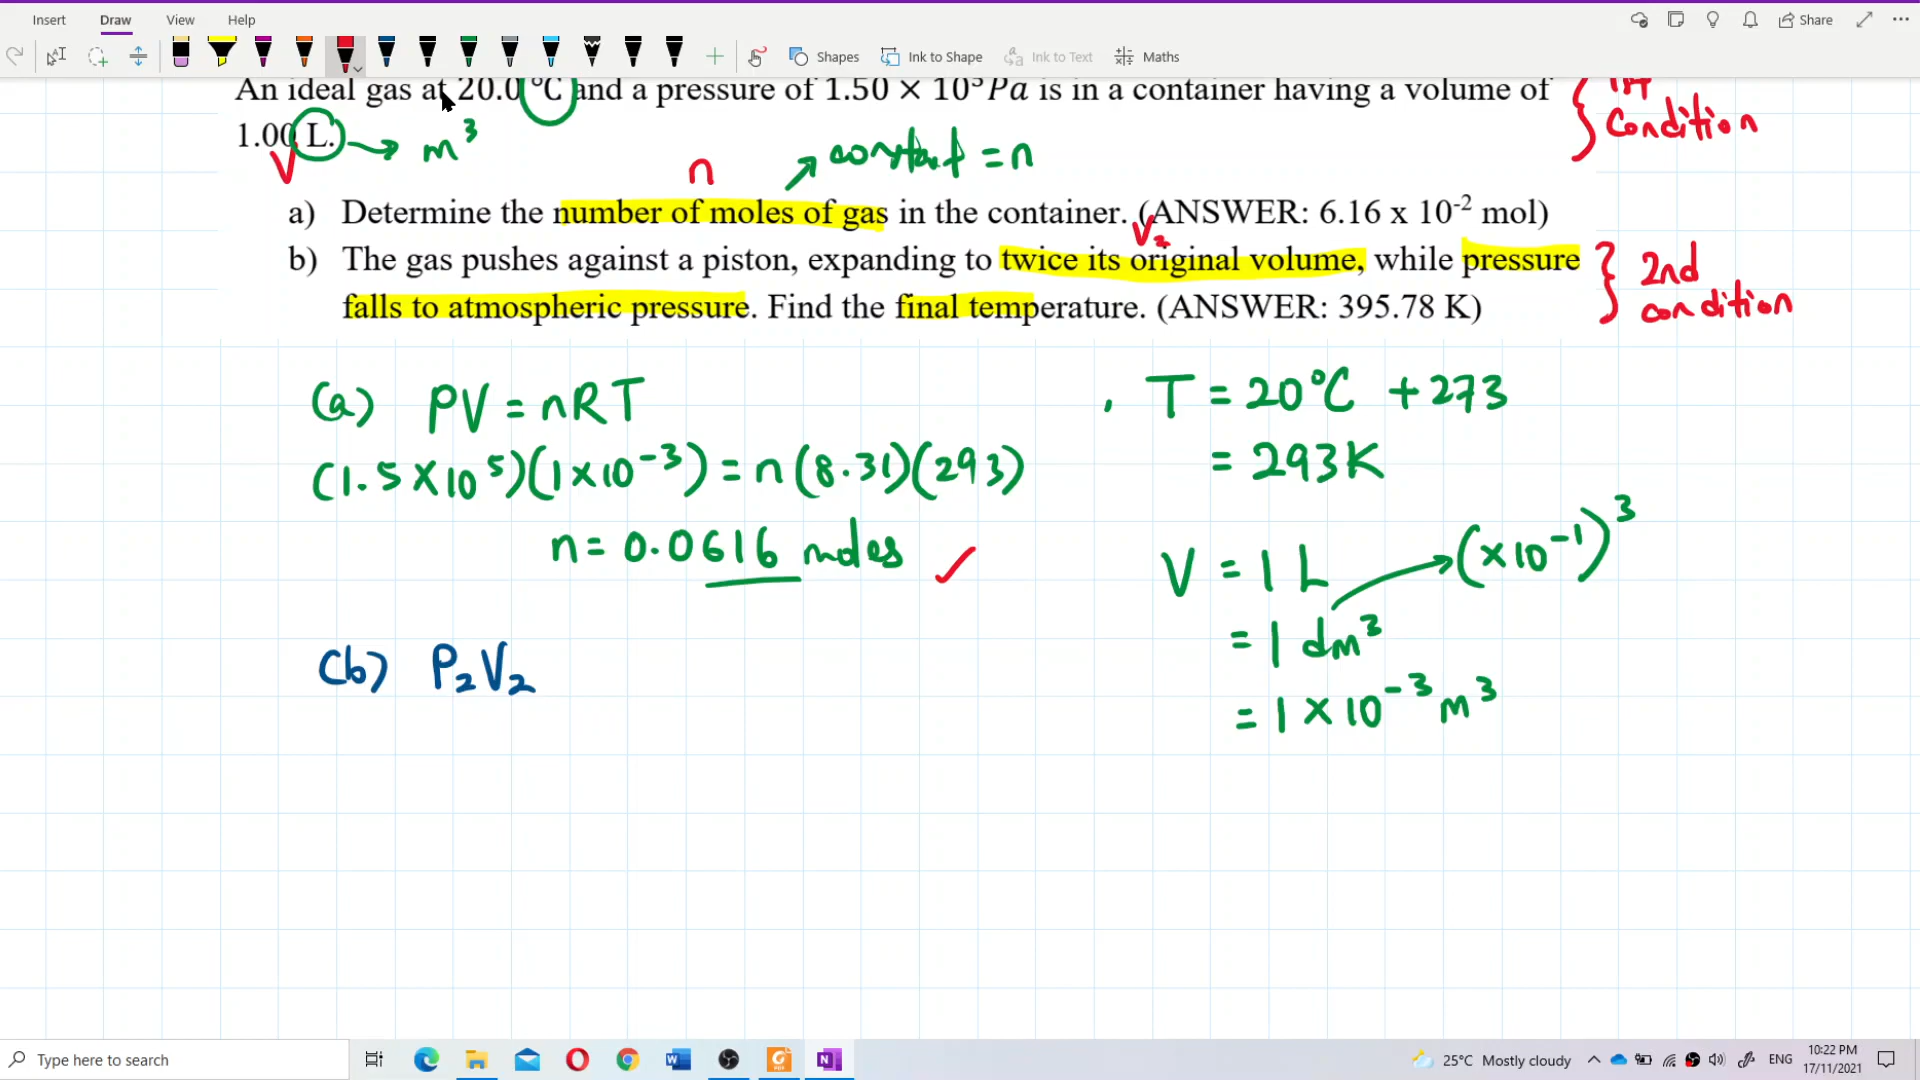 Insert Draw View Help
Share
Shapes Ink to Shape Ink to Text Maths
An ideal gas at 20.0 °C and a pressure of 1.50 × 10⁵ Pa is in a container having a volume of
1.00 L. → m³
V
1st
condition
n
constant = n
a) Determine the number of moles of gas in the container. (ANSWER: 6.16 x 10⁻² mol)
V₂
b) The gas pushes against a piston, expanding to twice its original volume, while pressure
falls to atmospheric pressure. Find the final temperature. (ANSWER: 395.78 K)
2nd
condition
(a) PV = nRT
(1.5×10⁵)(1×10⁻³) = n(8.31)(293)
n = 0.0616 moles ✓
(b) P₂V₂
, T = 20°C + 273
= 293K
V = 1 L
(×10⁻¹)³
= 1 dm³
= 1 × 10⁻³ m³
Type here to search
25°C Mostly cloudy
ENG
10:22 PM
17/11/2021